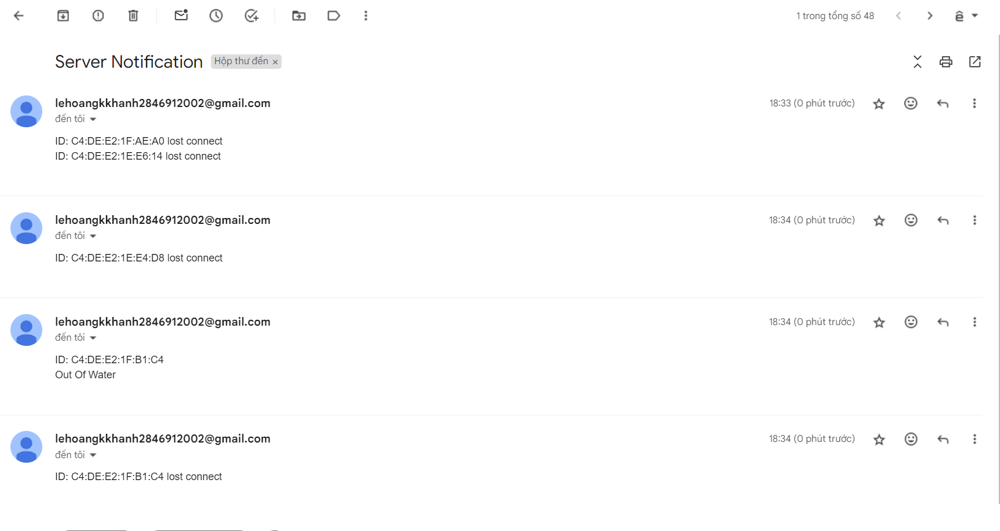 1 trong tổng số 48
ê
Server Notification Hộp thư đến ×
lehoangkkhanh2846912002@gmail.com 18:33 (0 phút trước)
đến tôi
ID: C4:DE:E2:1F:AE:A0 lost connect
ID: C4:DE:E2:1E:E6:14 lost connect
lehoangkkhanh2846912002@gmail.com 18:34 (0 phút trước)
đến tôi
ID: C4:DE:E2:1E:E4:D8 lost connect
lehoangkkhanh2846912002@gmail.com 18:34 (0 phút trước)
đến tôi
ID: C4:DE:E2:1F:B1:C4
Out Of Water
lehoangkkhanh2846912002@gmail.com 18:34 (0 phút trước)
đến tôi
ID: C4:DE:E2:1F:B1:C4 lost connect